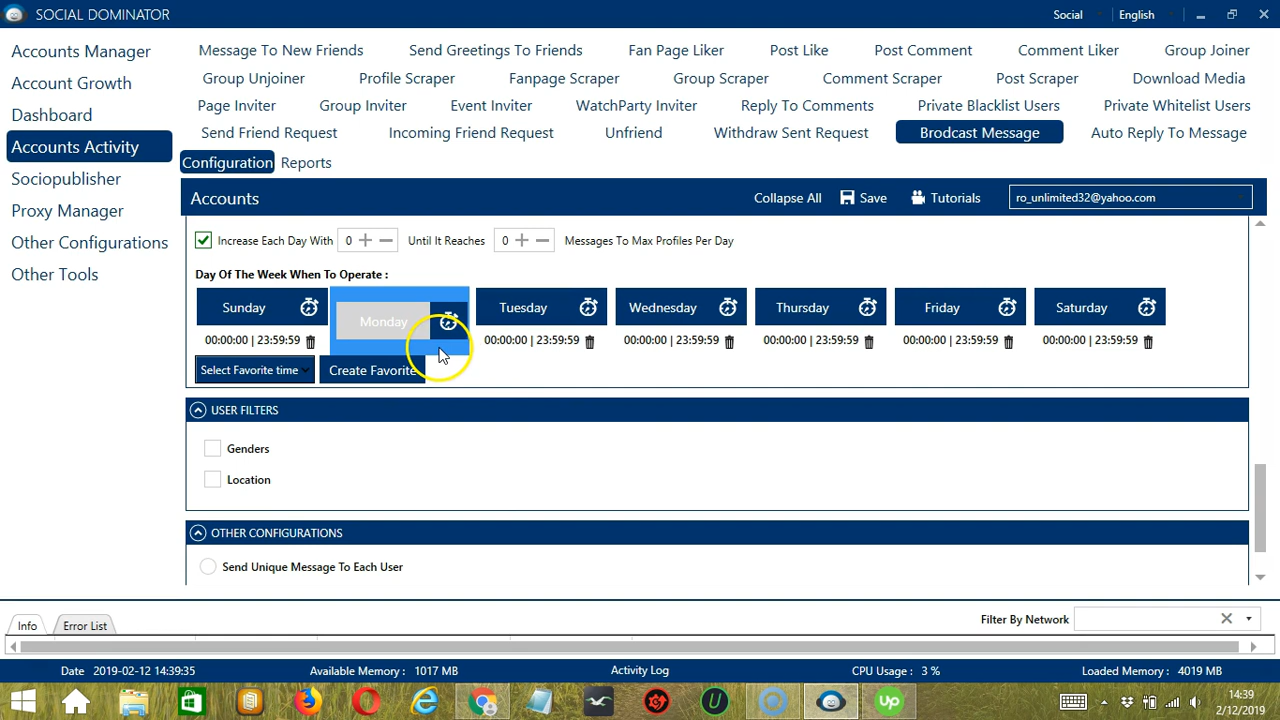 SOCIAL DOMINATOR
Social
English
Accounts Manager
Account Growth
Dashboard
Accounts Activity
Sociopublisher
Proxy Manager
Other Configurations
Other Tools
Message To New Friends Send Greetings To Friends Fan Page Liker Post Like Post Comment Comment Liker Group Joiner
Group Unjoiner Profile Scraper Fanpage Scraper Group Scraper Comment Scraper Post Scraper Download Media
Page Inviter Group Inviter Event Inviter WatchParty Inviter Reply To Comments Private Blacklist Users Private Whitelist Users
Send Friend Request Incoming Friend Request Unfriend Withdraw Sent Request Brodcast Message Auto Reply To Message
Configuration Reports
Accounts Collapse All Save Tutorials ro_unlimited32@yahoo.com
Increase Each Day With 0 Until It Reaches 0 Messages To Max Profiles Per Day
Day Of The Week When To Operate :
Sunday Monday Tuesday Wednesday Thursday Friday Saturday
00:00:00 | 23:59:59 00:00:00 | 23:59:59 00:00:00 | 23:59:59 00:00:00 | 23:59:59 00:00:00 | 23:59:59 00:00:00 | 23:59:59
Select Favorite time Create Favorite
USER FILTERS
Genders
Location
OTHER CONFIGURATIONS
Send Unique Message To Each User
Info Error List Filter By Network
Date 2019-02-12 14:39:35 Available Memory : 1017 MB Activity Log CPU Usage : 3 % Loaded Memory : 4019 MB
up
14:39
2/12/2019